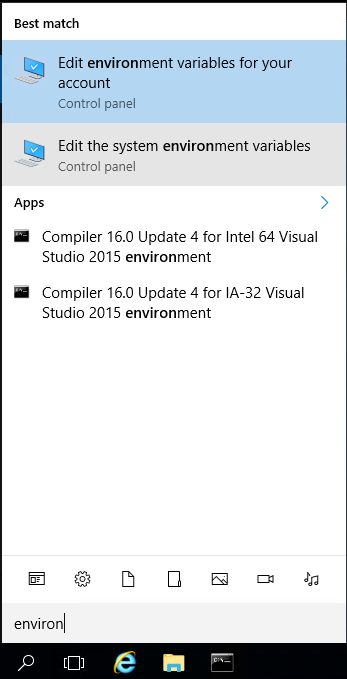 Best match
Edit environment variables for your
account
Control panel
Edit the system environment variables
Control panel
Apps
Compiler 16.0 Update 4 for Intel 64 Visual
Studio 2015 environment
Compiler 16.0 Update 4 for IA-32 Visual
Studio 2015 environment
environ